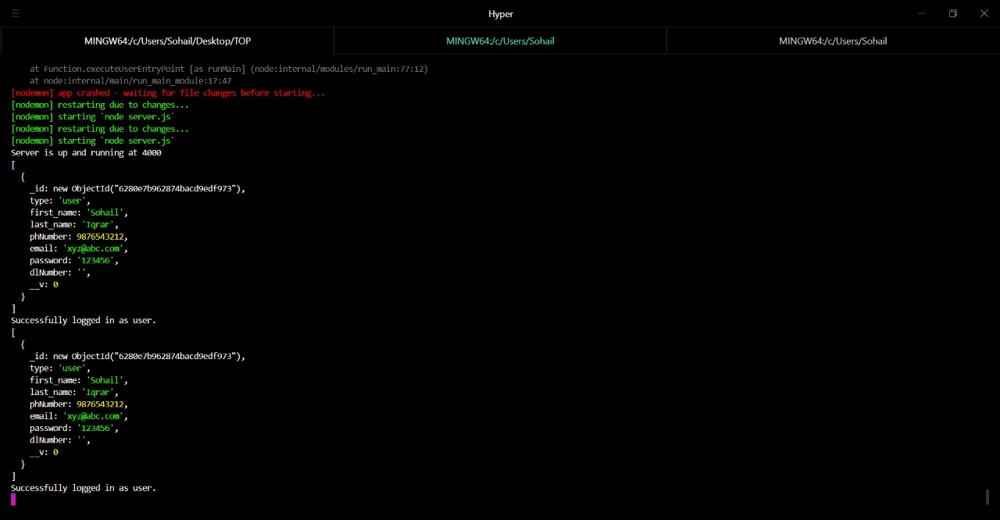 Hyper
MINGW64:/c/Users/Sohail/Desktop/TOP
MINGW64:/c/Users/Sohail
MINGW64:/c/Users/Sohail
at Function.executeUserEntryPoint [as runMain] (node:internal/modules/run_main:77:12)
at node:internal/main/run_main_module:17:47
[nodemon] app crashed - waiting for file changes before starting...
[nodemon] restarting due to changes...
[nodemon] starting `node server.js`
[nodemon] restarting due to changes...
[nodemon] starting `node server.js`
Server is up and running at 4000
[
  {
    _id: new ObjectId("6280e7b962874bacd9edf973"),
    type: 'user',
    first_name: 'Sohail',
    last_name: 'Iqrar',
    phNumber: 9876543212,
    email: 'xyz@abc.com',
    password: '123456',
    dlNumber: '',
    __v: 0
  }
]
Successfully logged in as user.
[
  {
    _id: new ObjectId("6280e7b962874bacd9edf973"),
    type: 'user',
    first_name: 'Sohail',
    last_name: 'Iqrar',
    phNumber: 9876543212,
    email: 'xyz@abc.com',
    password: '123456',
    dlNumber: '',
    __v: 0
  }
]
Successfully logged in as user.